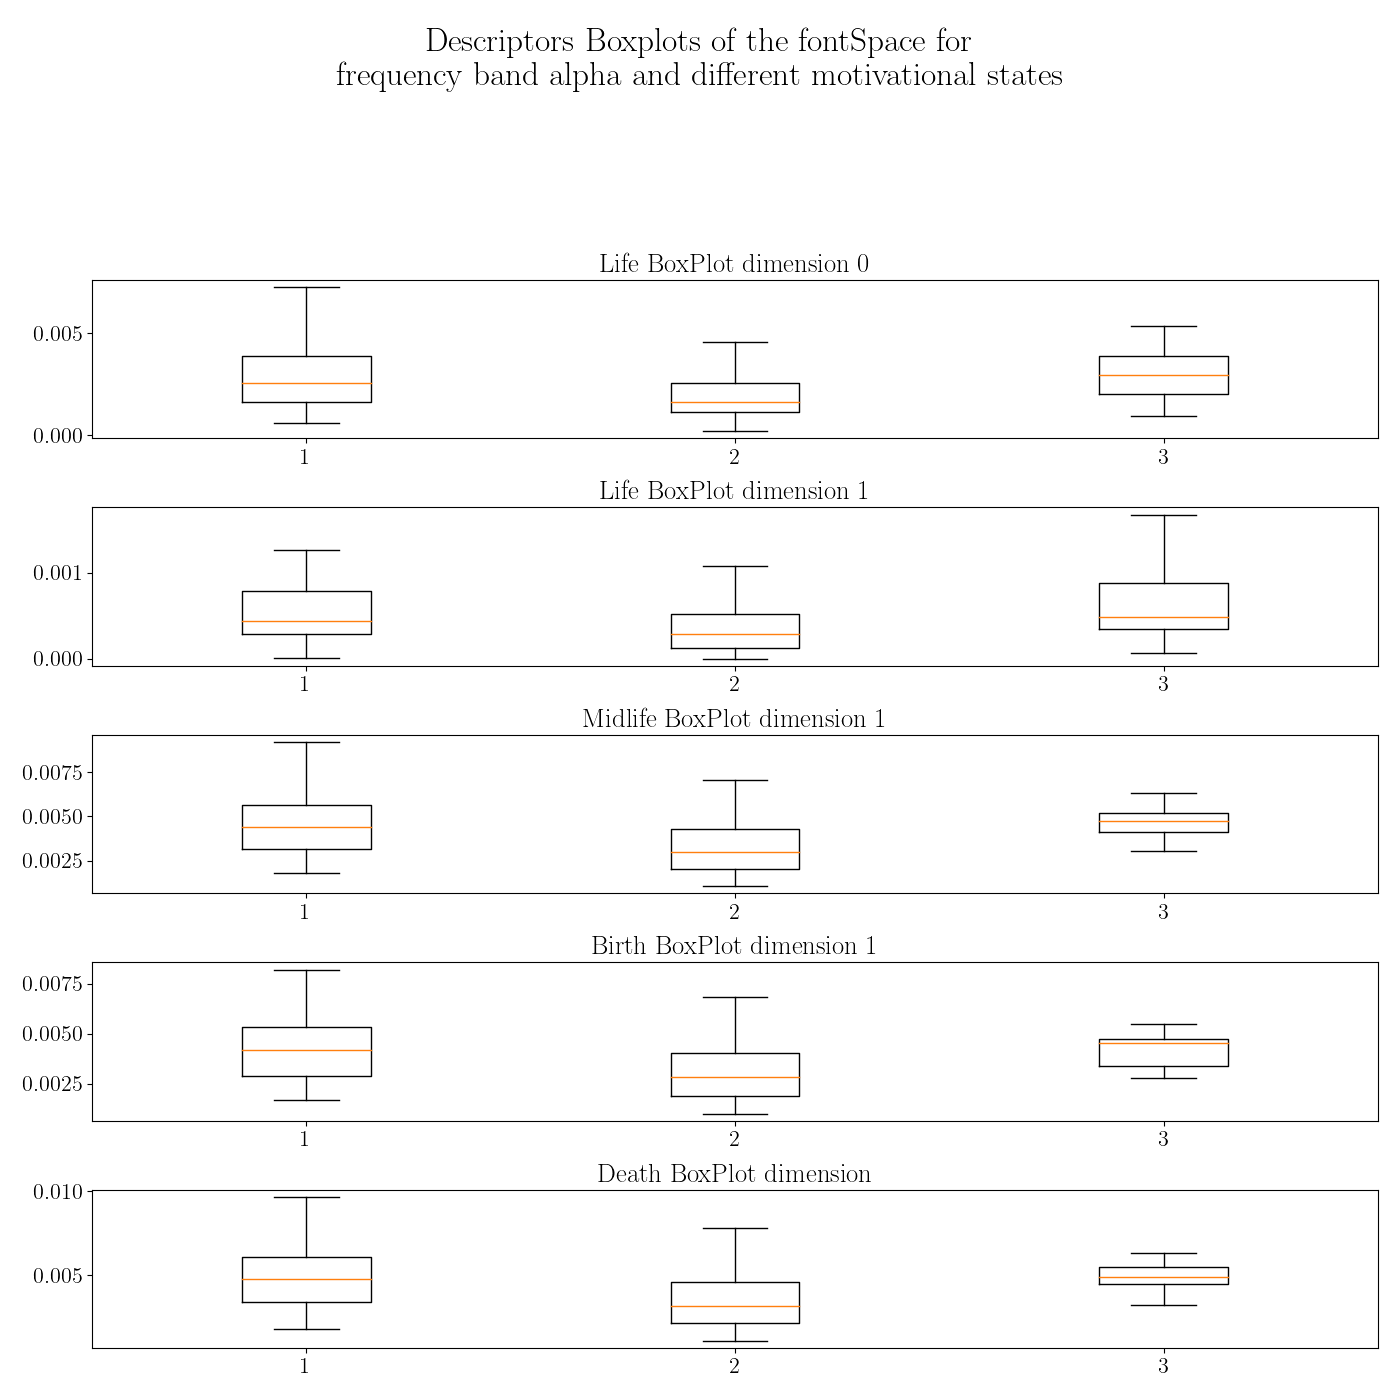 Descriptors Boxplots of the fontSpace for
frequency band alpha and different motivational states
Life BoxPlot dimension 0
0.005
0.000
1 2 3
Life BoxPlot dimension 1
0.001
0.000
1 2 3
Midlife BoxPlot dimension 1
0.0075
0.0050
0.0025
1 2 3
Birth BoxPlot dimension 1
0.0075
0.0050
0.0025
1 2 3
Death BoxPlot dimension
0.010
0.005
1 2 3